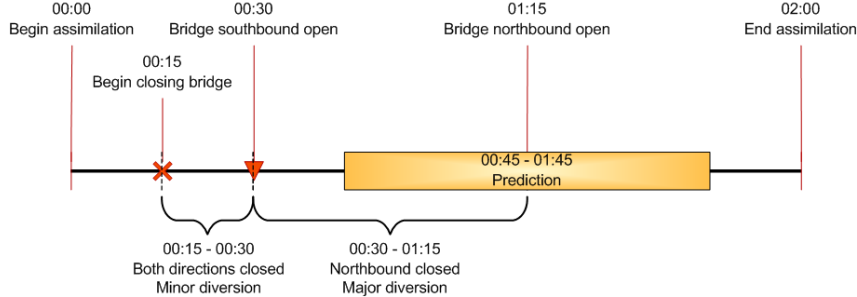 00:00
Begin assimilation
00:30
Bridge southbound open
01:15
Bridge northbound open
02:00
End assimilation
00:15
Begin closing bridge
00:45 - 01:45
Prediction
00:15 - 00:30
Both directions closed
Minor diversion
00:30 - 01:15
Northbound closed
Major diversion